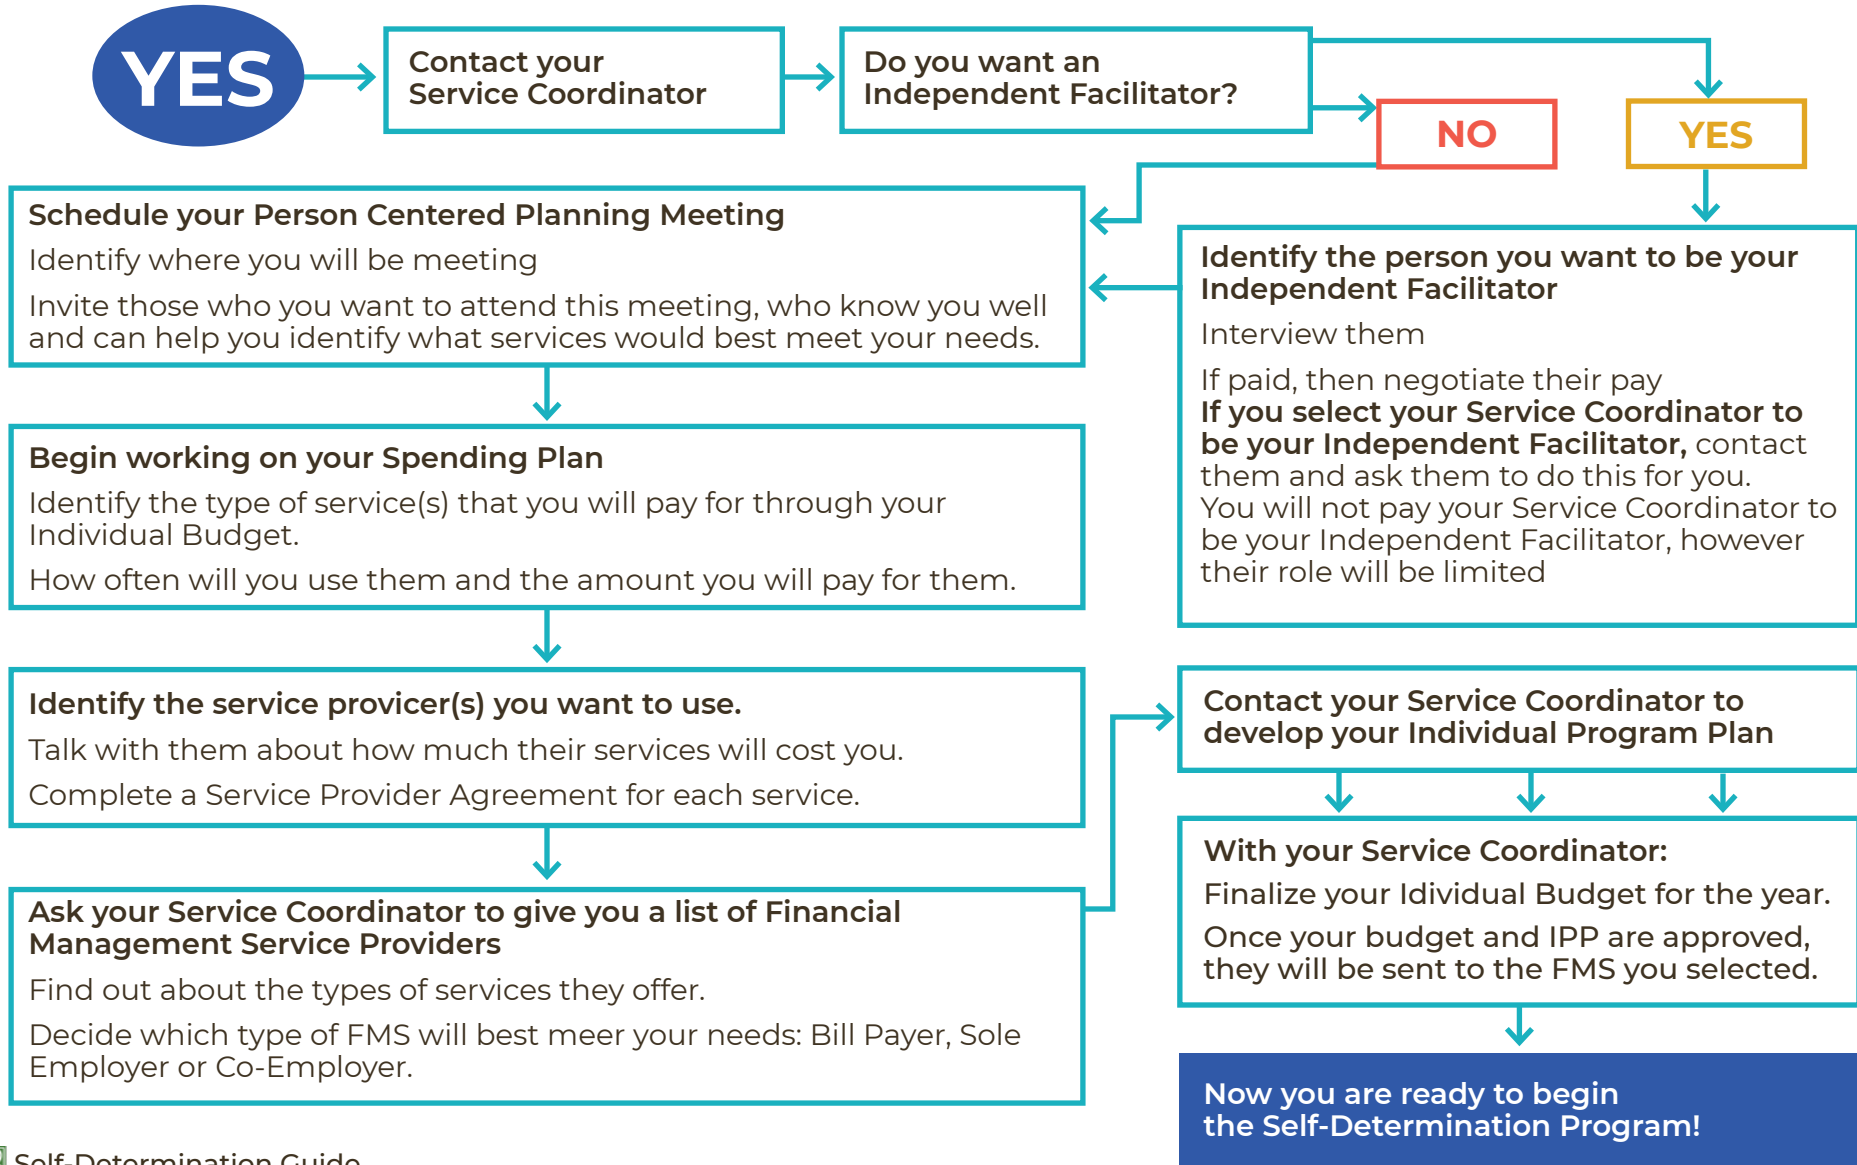 YES
Contact your
Service Coordinator
Do you want an
Independent Facilitator?
NO
YES
Schedule your Person Centered Planning Meeting
Identify where you will be meeting
Invite those who you want to attend this meeting, who know you well
and can help you identify what services would best meet your needs.
Identify the person you want to be your
Independent Facilitator
Interview them
If paid, then negotiate their pay
If you select your Service Coordinator to
be your Independent Facilitator, contact
them and ask them to do this for you.
You will not pay your Service Coordinator to
be your Independent Facilitator, however
their role will be limited
Begin working on your Spending Plan
Identify the type of service(s) that you will pay for through your
Individual Budget.
How often will you use them and the amount you will pay for them.
Identify the service provicer(s) you want to use.
Talk with them about how much their services will cost you.
Complete a Service Provider Agreement for each service.
Ask your Service Coordinator to give you a list of Financial
Management Service Providers
Find out about the types of services they offer.
Decide which type of FMS will best meer your needs: Bill Payer, Sole
Employer or Co-Employer.
Contact your Service Coordinator to
develop your Individual Program Plan
With your Service Coordinator:
Finalize your Idividual Budget for the year.
Once your budget and IPP are approved,
they will be sent to the FMS you selected.
Now you are ready to begin
the Self-Determination Program!
Self-Determination Guide